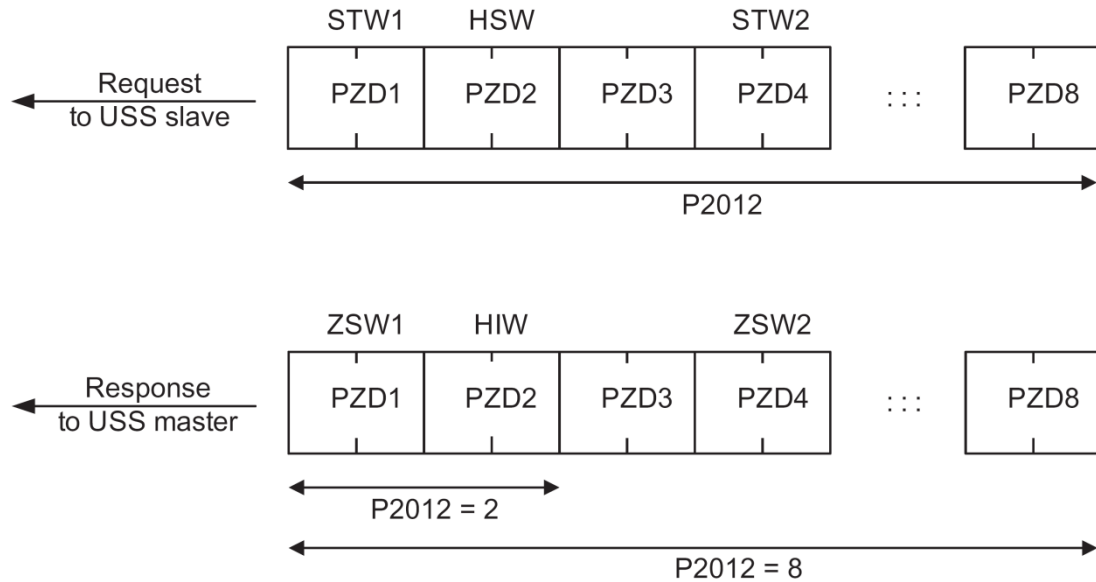 STW1 HSW STW2
Request
to USS slave
PZD1 PZD2 PZD3 PZD4 : : : PZD8
P2012
ZSW1 HIW ZSW2
Response
to USS master
PZD1 PZD2 PZD3 PZD4 : : : PZD8
P2012 = 2
P2012 = 8